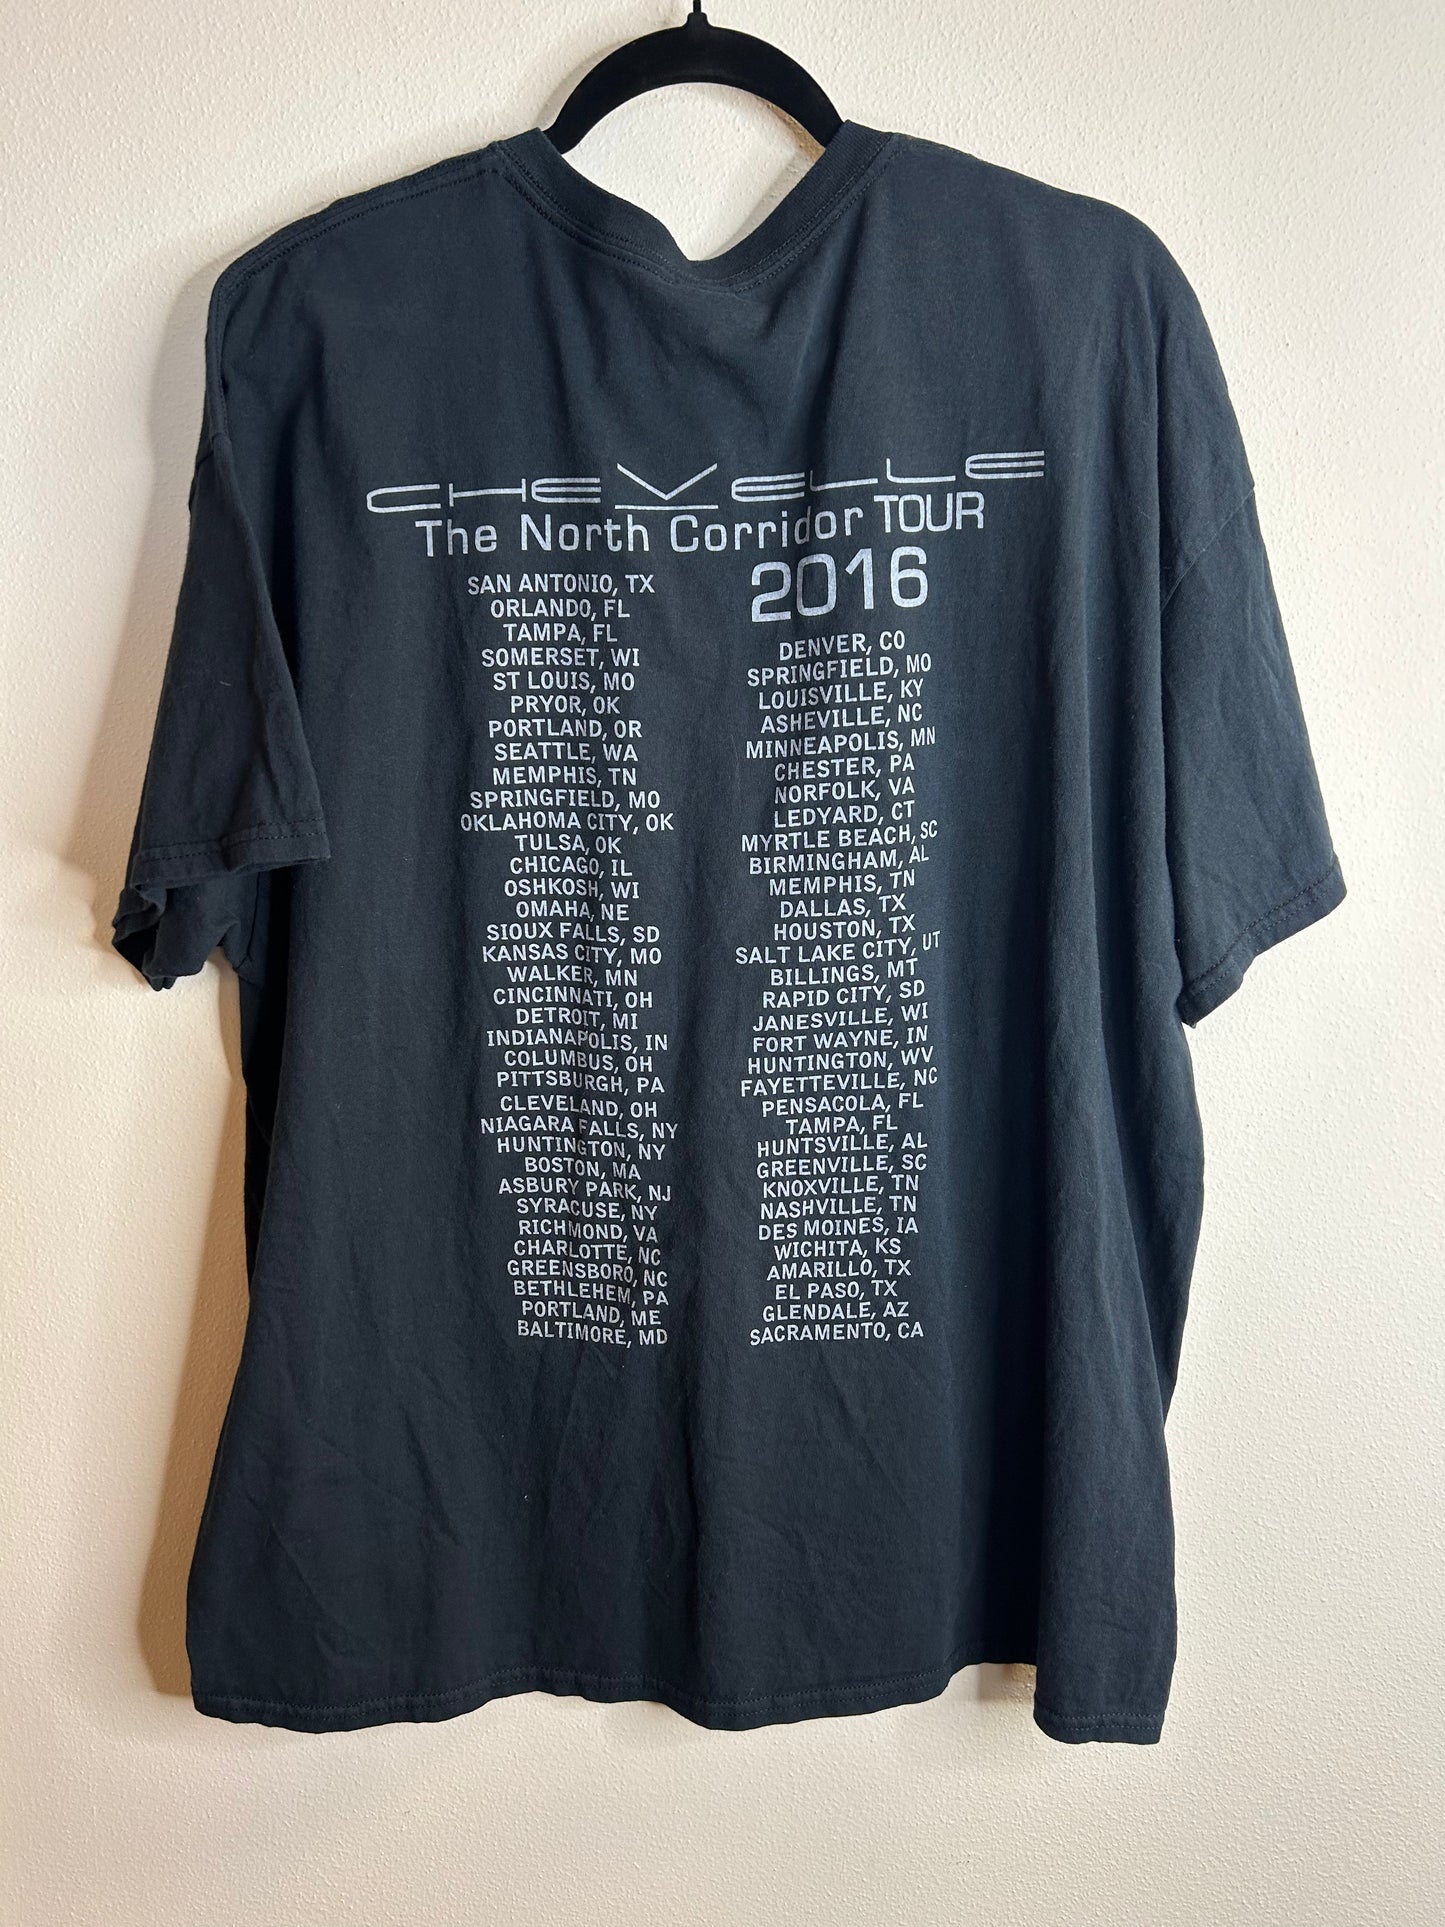 CHEVELLE
The North Corridor TOUR
2016
SAN ANTONIO, TX
ORLANDO, FL
TAMPA, FL
SOMERSET, WI
ST LOUIS, MO
PRYOR, OK
PORTLAND, OR
SEATTLE, WA
MEMPHIS, TN
SPRINGFIELD, MO
OKLAHOMA CITY, OK
TULSA, OK
CHICAGO, IL
OSHKOSH, WI
OMAHA, NE
SIOUX FALLS, SD
KANSAS CITY, MO
WALKER, MN
CINCINNATI, OH
DETROIT, MI
INDIANAPOLIS, IN
COLUMBUS, OH
PITTSBURGH, PA
CLEVELAND, OH
NIAGARA FALLS, NY
HUNTINGTON, NY
BOSTON, MA
ASBURY PARK, NJ
SYRACUSE, NY
RICHMOND, VA
CHARLOTTE, NC
GREENSBORO, NC
BETHLEHEM, PA
PORTLAND, ME
BALTIMORE, MD
DENVER, CO
SPRINGFIELD, MO
LOUISVILLE, KY
ASHEVILLE, NC
MINNEAPOLIS, MN
CHESTER, PA
NORFOLK, VA
LEDYARD, CT
MYRTLE BEACH, SC
BIRMINGHAM, AL
MEMPHIS, TN
DALLAS, TX
HOUSTON, TX
SALT LAKE CITY, UT
BILLINGS, MT
RAPID CITY, SD
JANESVILLE, WI
FORT WAYNE, IN
HUNTINGTON, WV
FAYETTEVILLE, NC
PENSACOLA, FL
TAMPA, FL
HUNTSVILLE, AL
GREENVILLE, SC
KNOXVILLE, TN
NASHVILLE, TN
DES MOINES, IA
WICHITA, KS
AMARILLO, TX
EL PASO, TX
GLENDALE, AZ
SACRAMENTO, CA